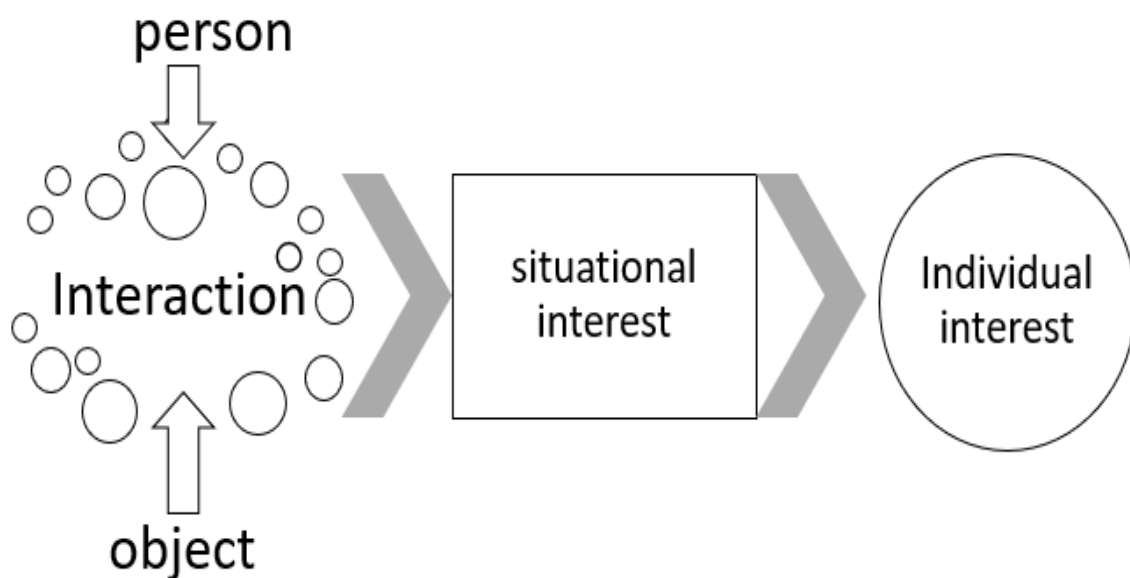 person
Interaction
object
situational
interest
Individual
interest